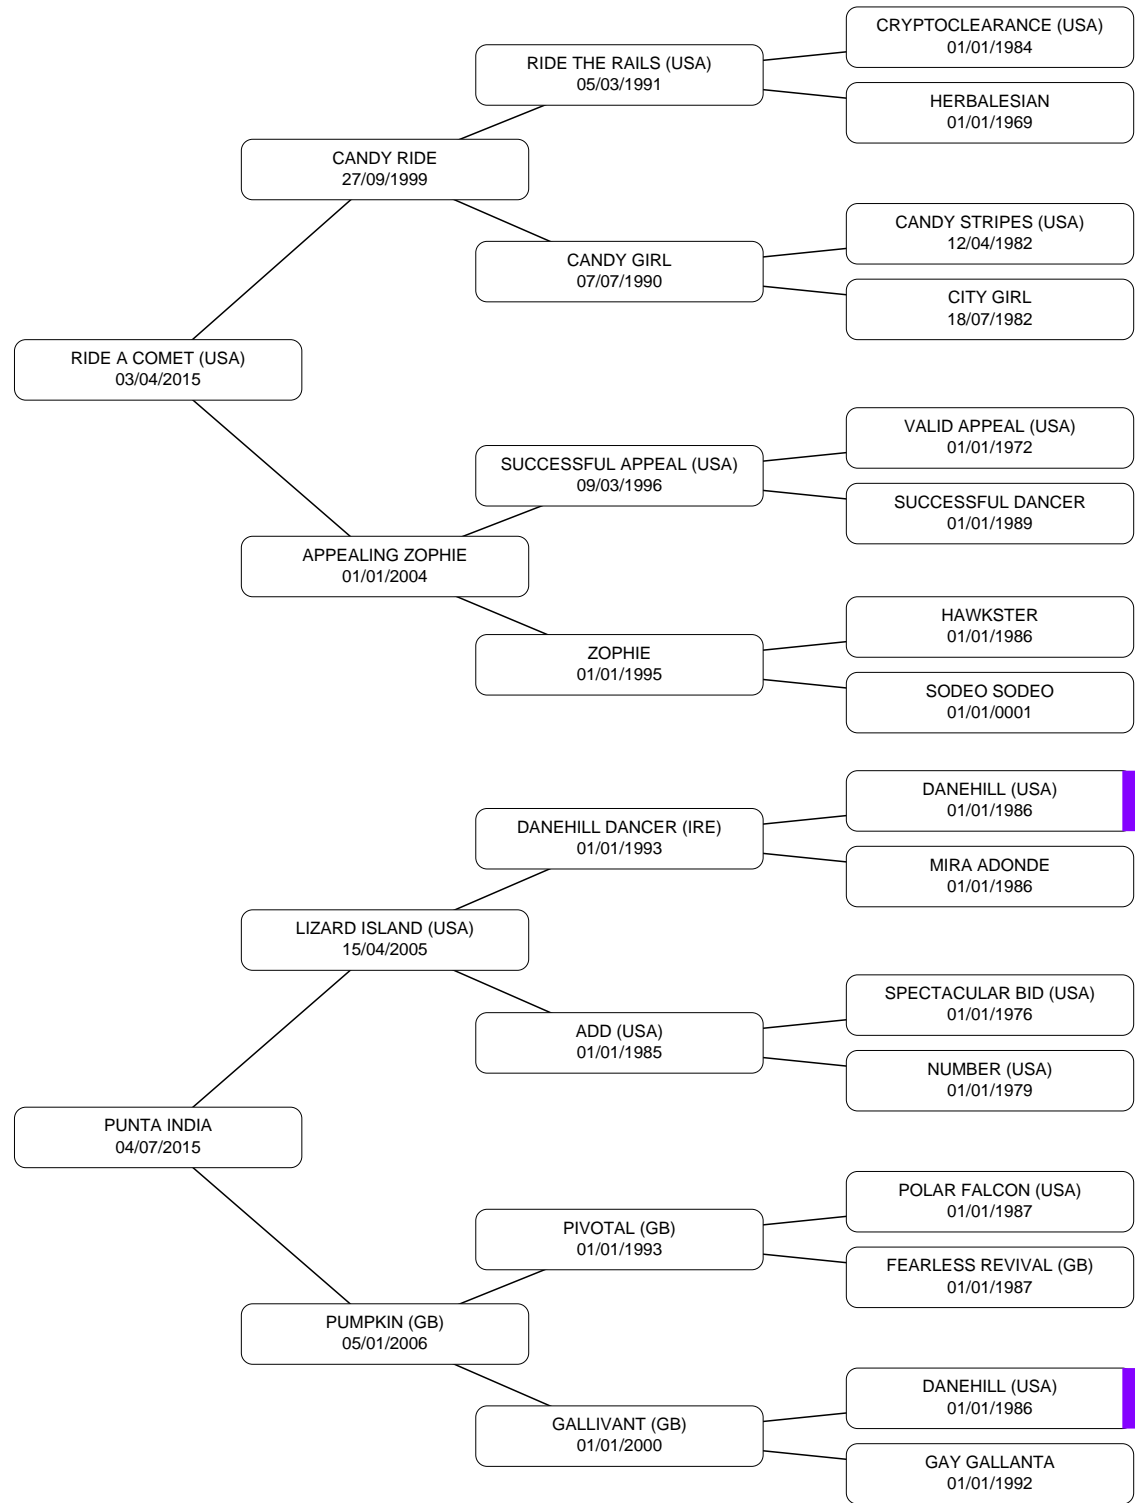 CRYPTOCLEARANCE (USA)
01/01/1984
RIDE THE RAILS (USA)
05/03/1991
HERBALESIAN
01/01/1969
CANDY RIDE
27/09/1999
CANDY STRIPES (USA)
12/04/1982
CANDY GIRL
07/07/1990
CITY GIRL
18/07/1982
RIDE A COMET (USA)
03/04/2015
VALID APPEAL (USA)
01/01/1972
SUCCESSFUL APPEAL (USA)
09/03/1996
SUCCESSFUL DANCER
01/01/1989
APPEALING ZOPHIE
01/01/2004
HAWKSTER
01/01/1986
ZOPHIE
01/01/1995
SODEO SODEO
01/01/0001
DANEHILL (USA)
01/01/1986
DANEHILL DANCER (IRE)
01/01/1993
MIRA ADONDE
01/01/1986
LIZARD ISLAND (USA)
15/04/2005
SPECTACULAR BID (USA)
01/01/1976
ADD (USA)
01/01/1985
NUMBER (USA)
01/01/1979
PUNTA INDIA
04/07/2015
POLAR FALCON (USA)
01/01/1987
PIVOTAL (GB)
01/01/1993
FEARLESS REVIVAL (GB)
01/01/1987
PUMPKIN (GB)
05/01/2006
DANEHILL (USA)
01/01/1986
GALLIVANT (GB)
01/01/2000
GAY GALLANTA
01/01/1992